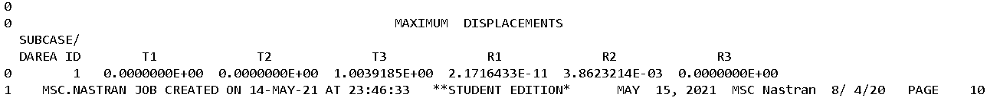 0
0 MAXIMUM DISPLACEMENTS
SUBCASE/
DAREA ID T1 T2 T3 R1 R2 R3
0 1 0.0000000E+00 0.0000000E+00 1.0039185E+00 2.1716433E-11 3.8623214E-03 0.0000000E+00
1 MSC.NASTRAN JOB CREATED ON 14-MAY-21 AT 23:46:33 **STUDENT EDITION* MAY 15, 2021 MSC Nastran 8/ 4/20 PAGE 10